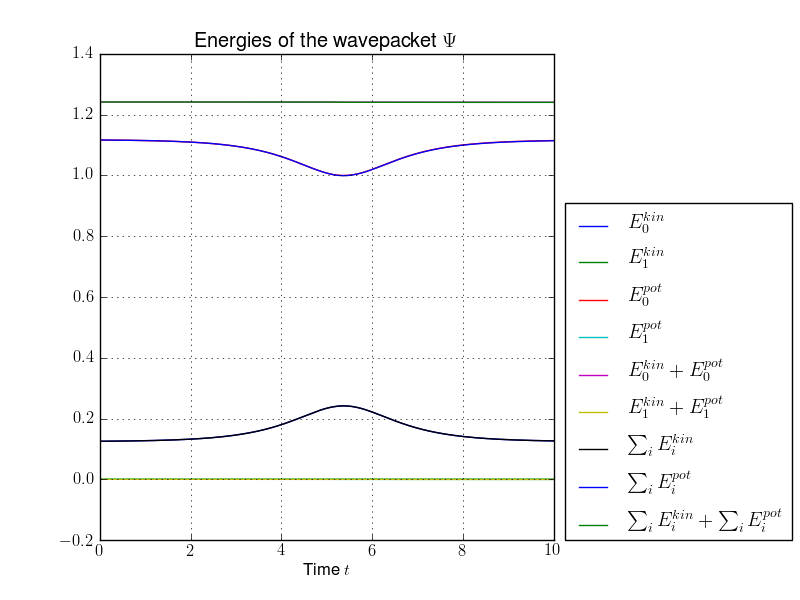 Energies of the wavepacket Ψ
1.4
1.2
1.0
0.8
0.6
0.4
0.2
0.0
−0.2
0 2 4 6 8 10
Time t
E_0^{kin}
E_1^{kin}
E_0^{pot}
E_1^{pot}
E_0^{kin} + E_0^{pot}
E_1^{kin} + E_1^{pot}
∑_i E_i^{kin}
∑_i E_i^{pot}
∑_i E_i^{kin} + ∑_i E_i^{pot}